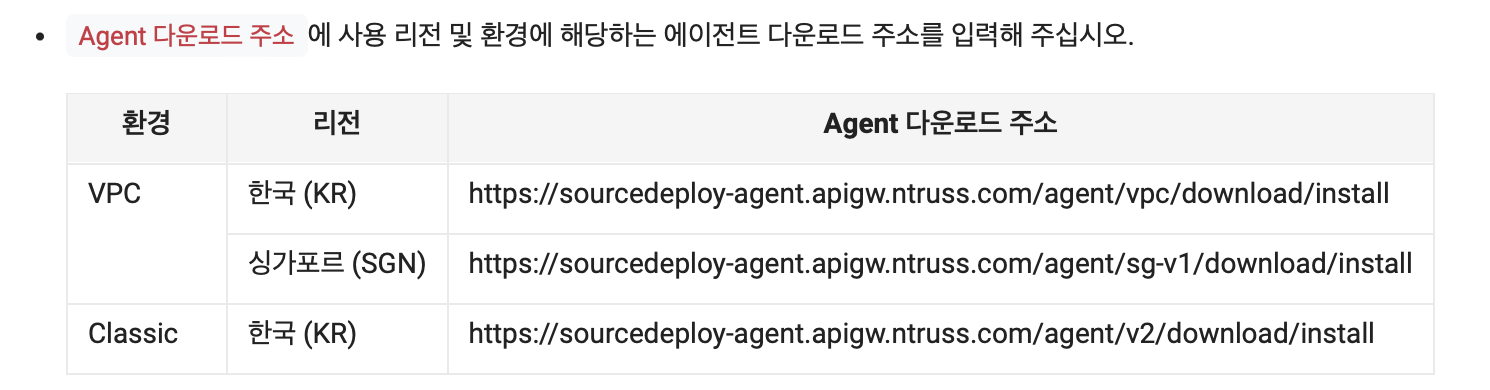 • Agent 다운로드 주소 에 사용 리전 및 환경에 해당하는 에이전트 다운로드 주소를 입력해 주십시오.
환경 리전 Agent 다운로드 주소
VPC 한국 (KR) https://sourcedeploy-agent.apigw.ntruss.com/agent/vpc/download/install
싱가포르 (SGN) https://sourcedeploy-agent.apigw.ntruss.com/agent/sg-v1/download/install
Classic 한국 (KR) https://sourcedeploy-agent.apigw.ntruss.com/agent/v2/download/install